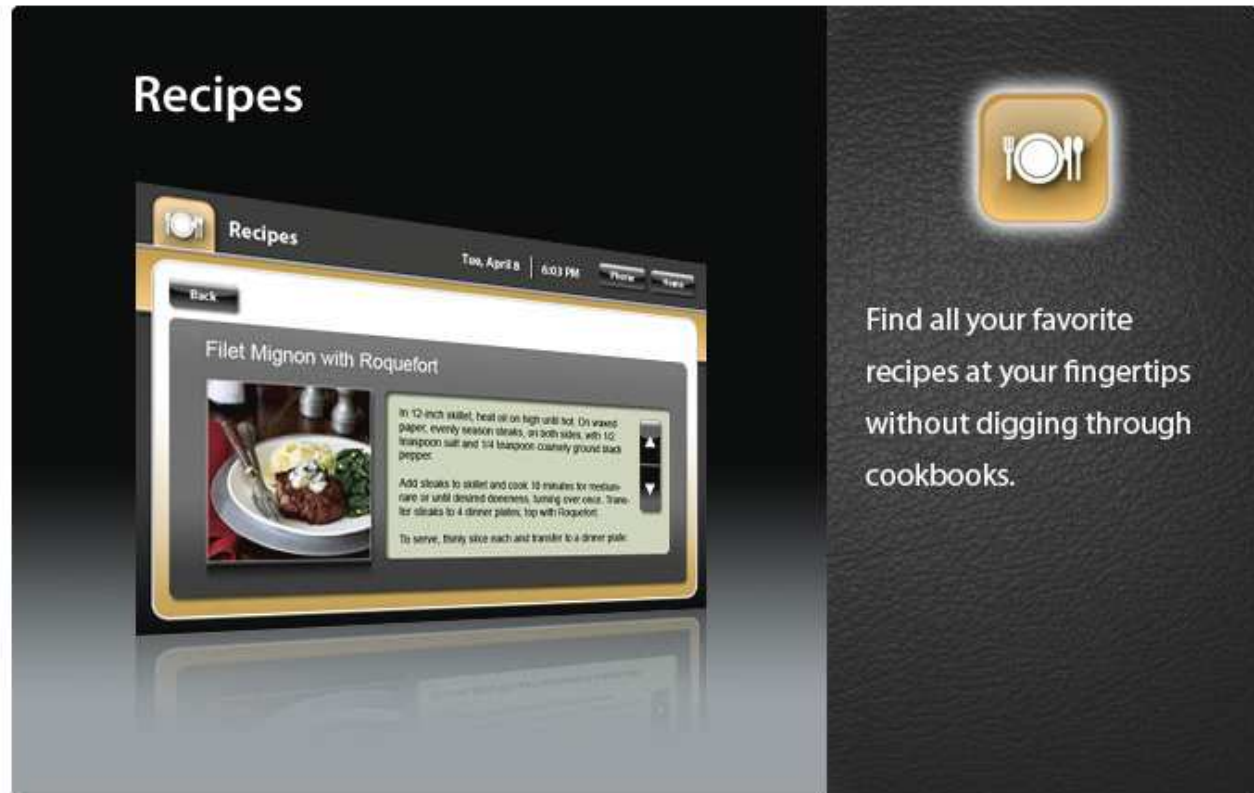 Recipes
Recipes
Tue, April 8
6:03 PM
Phone
Home
Back
Filet Mignon with Roquefort
In 12-inch skillet, heat oil on high until hot. On waxed
paper, evenly season steaks, on both sides, with 1/2
teaspoon salt and 1/4 teaspoon coarsely ground black
pepper.
Add steaks to skillet and cook 10 minutes for medium-
rare or until desired doneness, turning over once. Trans-
fer steaks to 4 dinner plates; top with Roquefort.
To serve, thinly slice each and transfer to a dinner plate.
Find all your favorite
recipes at your fingertips
without digging through
cookbooks.